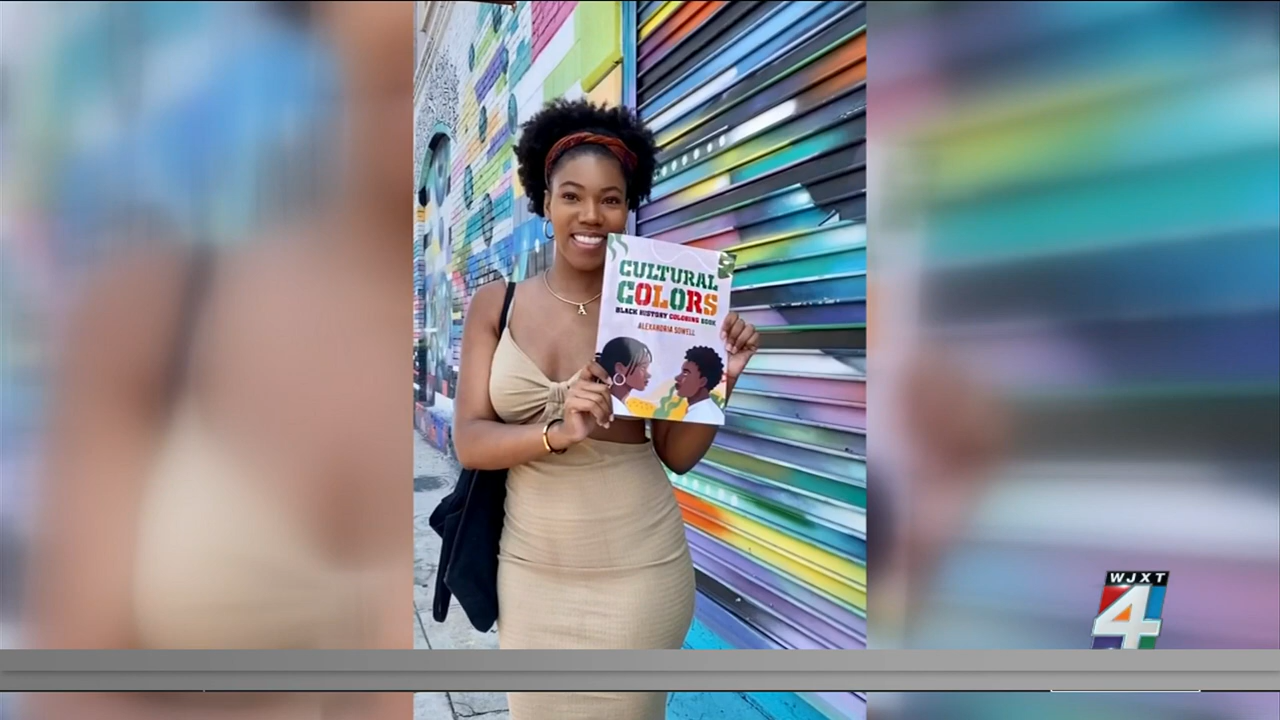 CULTURAL
COLORS
BLACK HISTORY COLORING BOOK
ALEXANDRIA SOWELL
A
WJXT
4